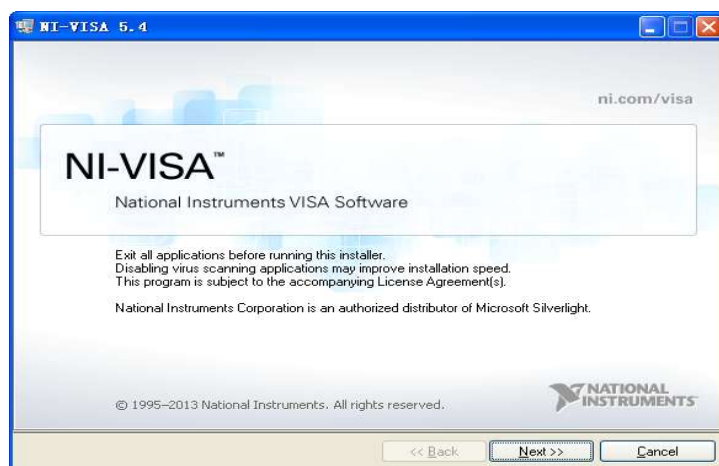 NI-VISA 5.4
ni.com/visa
NI-VISA™
National Instruments VISA Software
Exit all applications before running this installer.
Disabling virus scanning applications may improve installation speed.
This program is subject to the accompanying License Agreement(s).
National Instruments Corporation is an authorized distributor of Microsoft Silverlight.
© 1995–2013 National Instruments. All rights reserved.
NATIONAL
INSTRUMENTS
<< Back
Next >>
Cancel